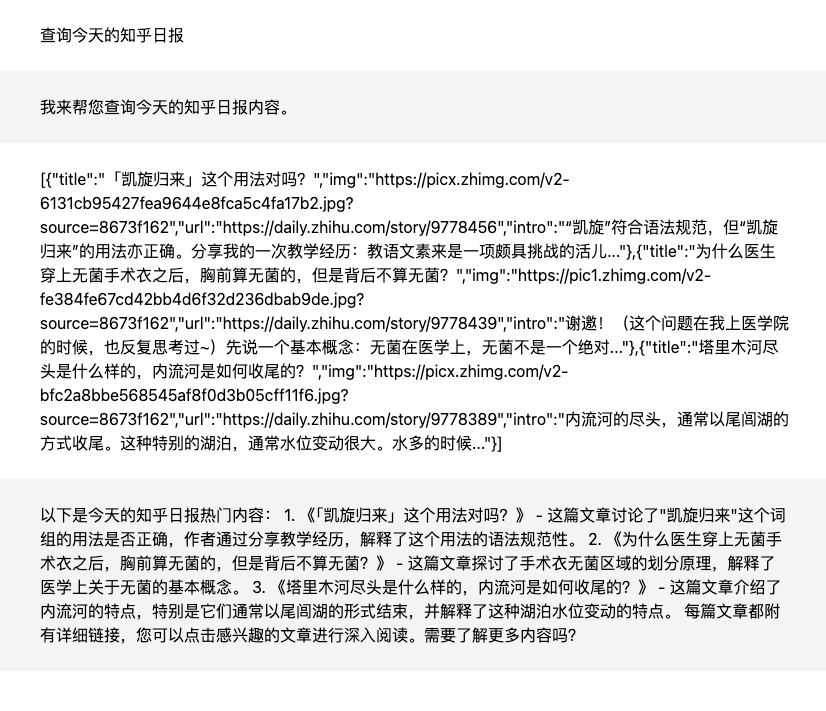 查询今天的知乎日报
我来帮您查询今天的知乎日报内容。
[{"title":"「凯旋归来」这个用法对吗？","img":"https://picx.zhimg.com/v2-
6131cb95427fea9644e8fca5c4fa17b2.jpg?
source=8673f162","url":"https://daily.zhihu.com/story/9778456","intro":"“凯旋”符合语法规范，但“凯旋
归来”的用法亦正确。分享我的一次教学经历：教语文素来是一项颇具挑战的活儿..."},{"title":"为什么医生
穿上无菌手术衣之后，胸前算无菌的，但是背后不算无菌？","img":"https://pic1.zhimg.com/v2-
fe384fe67cd42bb4d6f32d236dbab9de.jpg?
source=8673f162","url":"https://daily.zhihu.com/story/9778439","intro":"谢邀！（这个问题在我上医学院
的时候，也反复思考过~）先说一个基本概念：无菌在医学上，无菌不是一个绝对..."},{"title":"塔里木河尽
头是什么样的，内流河是如何收尾的？","img":"https://picx.zhimg.com/v2-
bfc2a8bbe568545af8f0d3b05cff11f6.jpg?
source=8673f162","url":"https://daily.zhihu.com/story/9778389","intro":"内流河的尽头，通常以尾闾湖的
方式收尾。这种特别的湖泊，通常水位变动很大。水多的时候..."}]
以下是今天的知乎日报热门内容： 1. 《「凯旋归来」这个用法对吗？》 - 这篇文章讨论了"凯旋归来"这个词
组的用法是否正确，作者通过分享教学经历，解释了这个用法的语法规范性。 2. 《为什么医生穿上无菌手
术衣之后，胸前算无菌的，但是背后不算无菌？》 - 这篇文章探讨了手术衣无菌区域的划分原理，解释了
医学上关于无菌的基本概念。 3. 《塔里木河尽头是什么样的，内流河是如何收尾的？》 - 这篇文章介绍了
内流河的特点，特别是它们通常以尾闾湖的形式结束，并解释了这种湖泊水位变动的特点。 每篇文章都附
有详细链接，您可以点击感兴趣的文章进行深入阅读。需要了解更多内容吗？